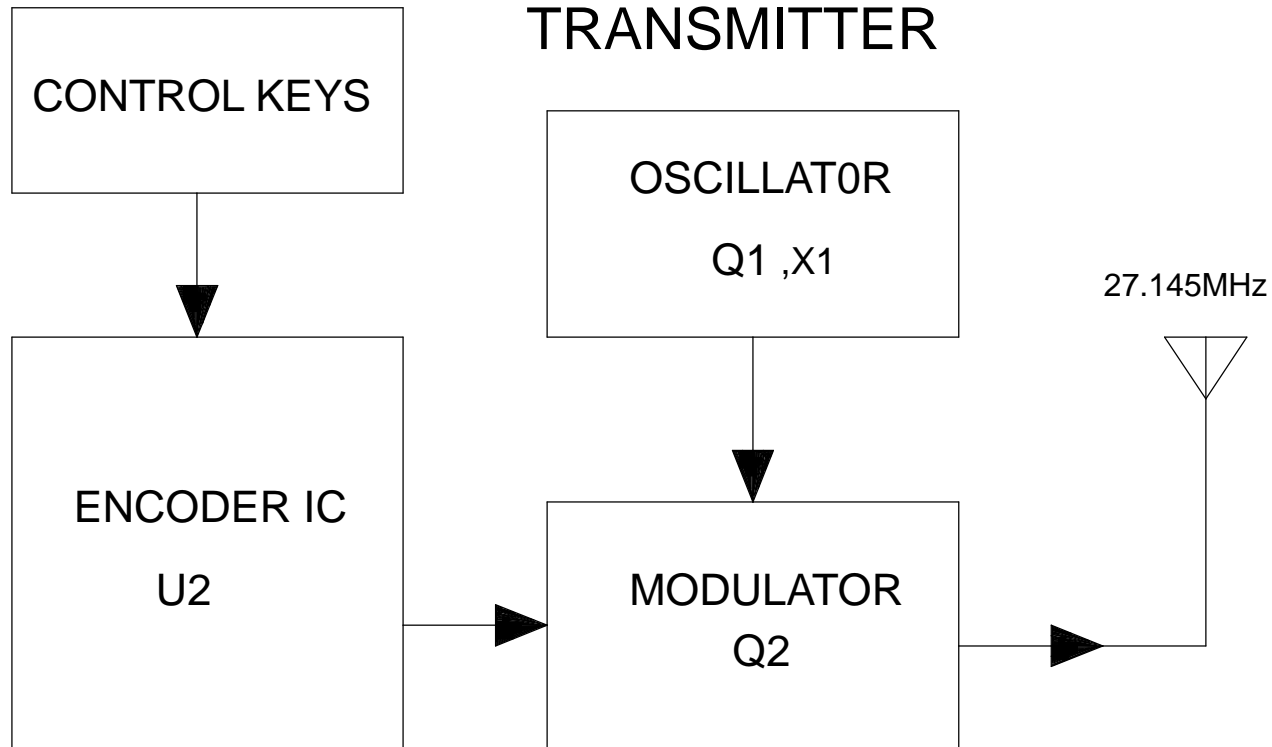 TRANSMITTER
CONTROL KEYS
OSCILLAT0R
Q1 ,X1
27.145MHz
ENCODER IC
U2
MODULATOR
Q2